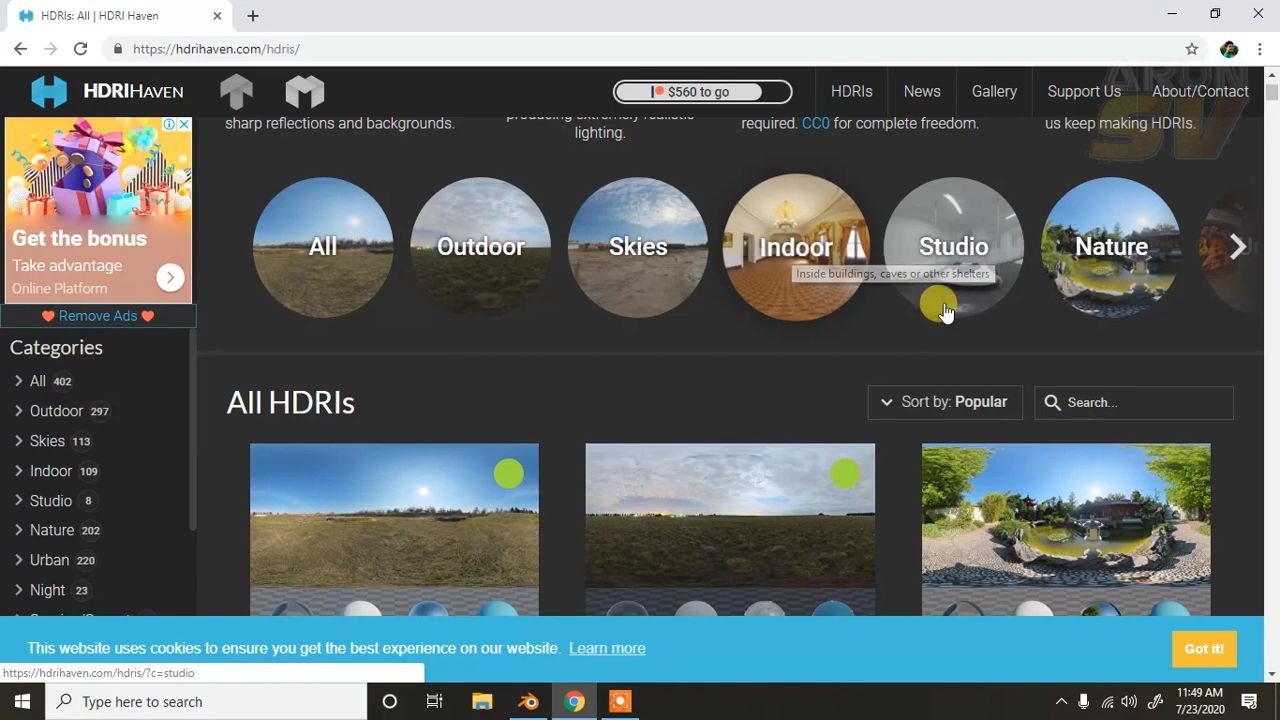 HDRIs: All | HDRI Haven
https://hdrihaven.com/hdris/
HDRIHAVEN
$560 to go
HDRIs
News
Gallery
Support Us
About/Contact
ARUN
SV
sharp reflections and backgrounds.
producing extremely realistic
lighting.
required. CC0 for complete freedom.
us keep making HDRIs.
Get the bonus
Take advantage
Online Platform
Remove Ads
All
Outdoor
Skies
Indoor
Studio
Nature
Inside buildings, caves or other shelters
Categories
All 402
Outdoor 297
Skies 113
Indoor 109
Studio 8
Nature 202
Urban 220
Night 23
All HDRIs
Sort by: Popular
Search...
This website uses cookies to ensure you get the best experience on our website. Learn more
Got it!
https://hdrihaven.com/hdris/?c=studio
Type here to search
11:49 AM
7/23/2020